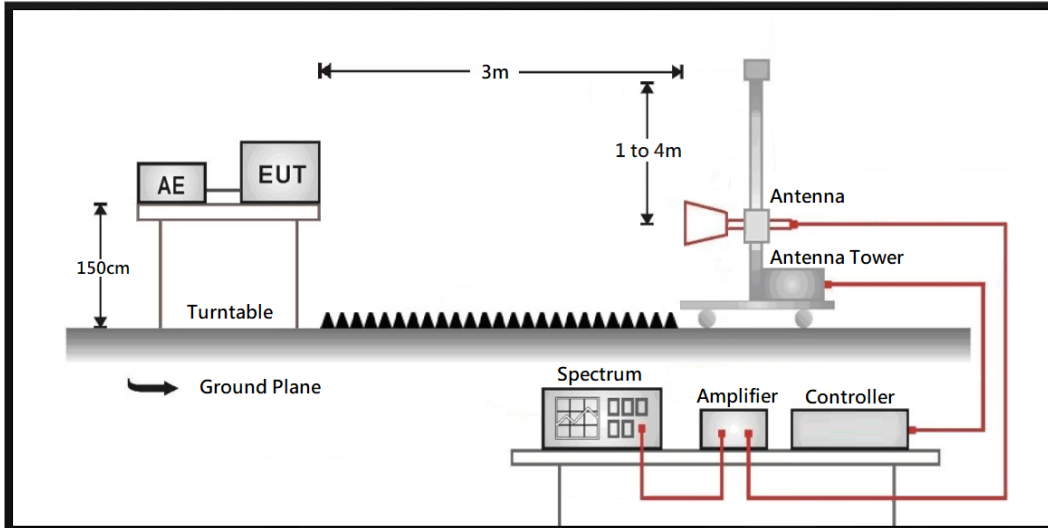 3m
1 to 4m
AE
EUT
Antenna
150cm
Antenna Tower
Turntable
Ground Plane
Spectrum
Amplifier
Controller